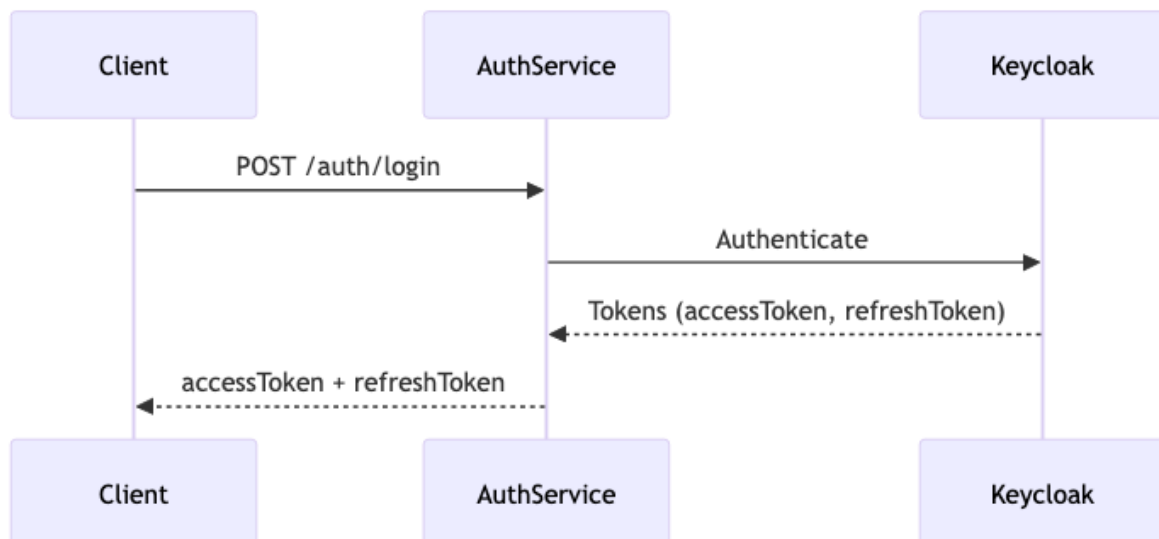 Client
AuthService
Keycloak
POST /auth/login
Authenticate
Tokens (accessToken, refreshToken)
accessToken + refreshToken
Client
AuthService
Keycloak